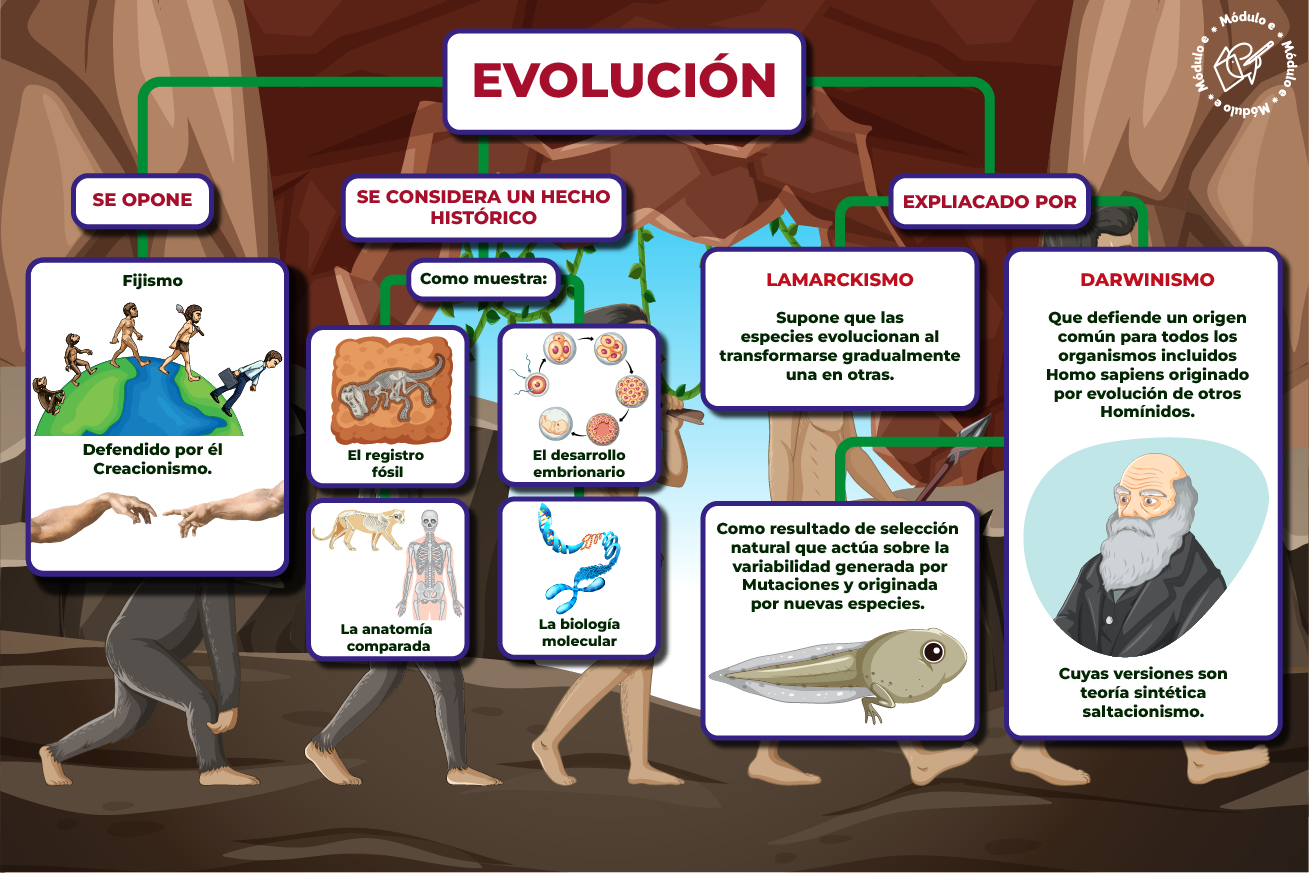 EVOLUCIÓN
Módulo e * Módulo e * Módulo e * Módulo e *
SE OPONE
Fijismo
Defendido por él
Creacionismo.
SE CONSIDERA UN HECHO
HISTÓRICO
Como muestra:
El registro
fósil
El desarrollo
embrionario
La anatomía
comparada
La biología
molecular
EXPLIACADO POR
LAMARCKISMO
Supone que las
especies evolucionan al
transformarse gradualmente
una en otras.
DARWINISMO
Que defiende un origen
común para todos los
organismos incluidos
Homo sapiens originado
por evolución de otros
Homínidos.
Cuyas versiones son
teoría sintética
saltacionismo.
Como resultado de selección
natural que actúa sobre la
variabilidad generada por
Mutaciones y originada
por nuevas especies.